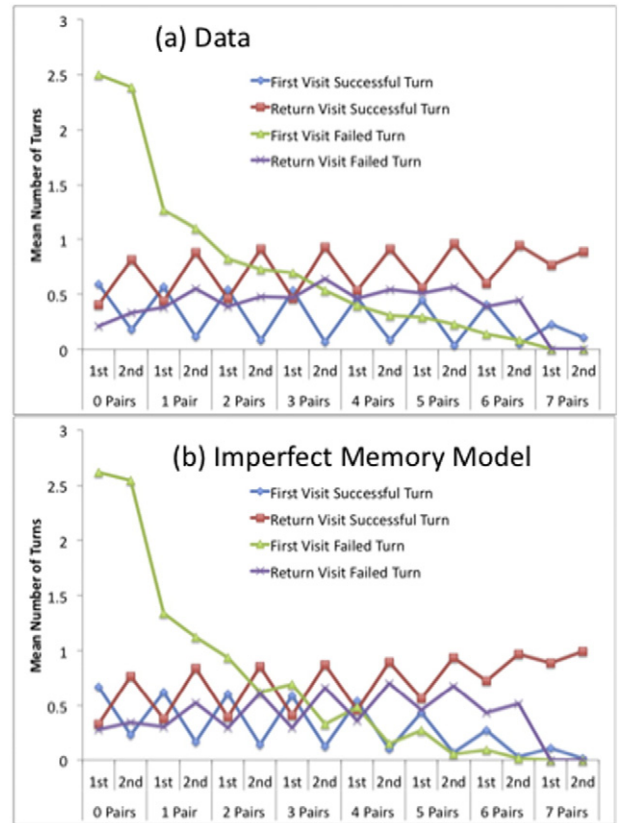 3
(a) Data
First Visit Successful Turn
Return Visit Successful Turn
First Visit Failed Turn
Return Visit Failed Turn
2.5
2
1.5
1
0.5
0
Mean Number of Turns
1st 2nd 1st 2nd 1st 2nd 1st 2nd 1st 2nd 1st 2nd 1st 2nd 1st 2nd
0 Pairs 1 Pair 2 Pairs 3 Pairs 4 Pairs 5 Pairs 6 Pairs 7 Pairs
3
(b) Imperfect Memory Model
First Visit Successful Turn
Return Visit Successful Turn
First Visit Failed Turn
Return Visit Failed Turn
2.5
2
1.5
1
0.5
0
Mean Number of Turns
1st 2nd 1st 2nd 1st 2nd 1st 2nd 1st 2nd 1st 2nd 1st 2nd 1st 2nd
0 Pairs 1 Pair 2 Pairs 3 Pairs 4 Pairs 5 Pairs 6 Pairs 7 Pairs